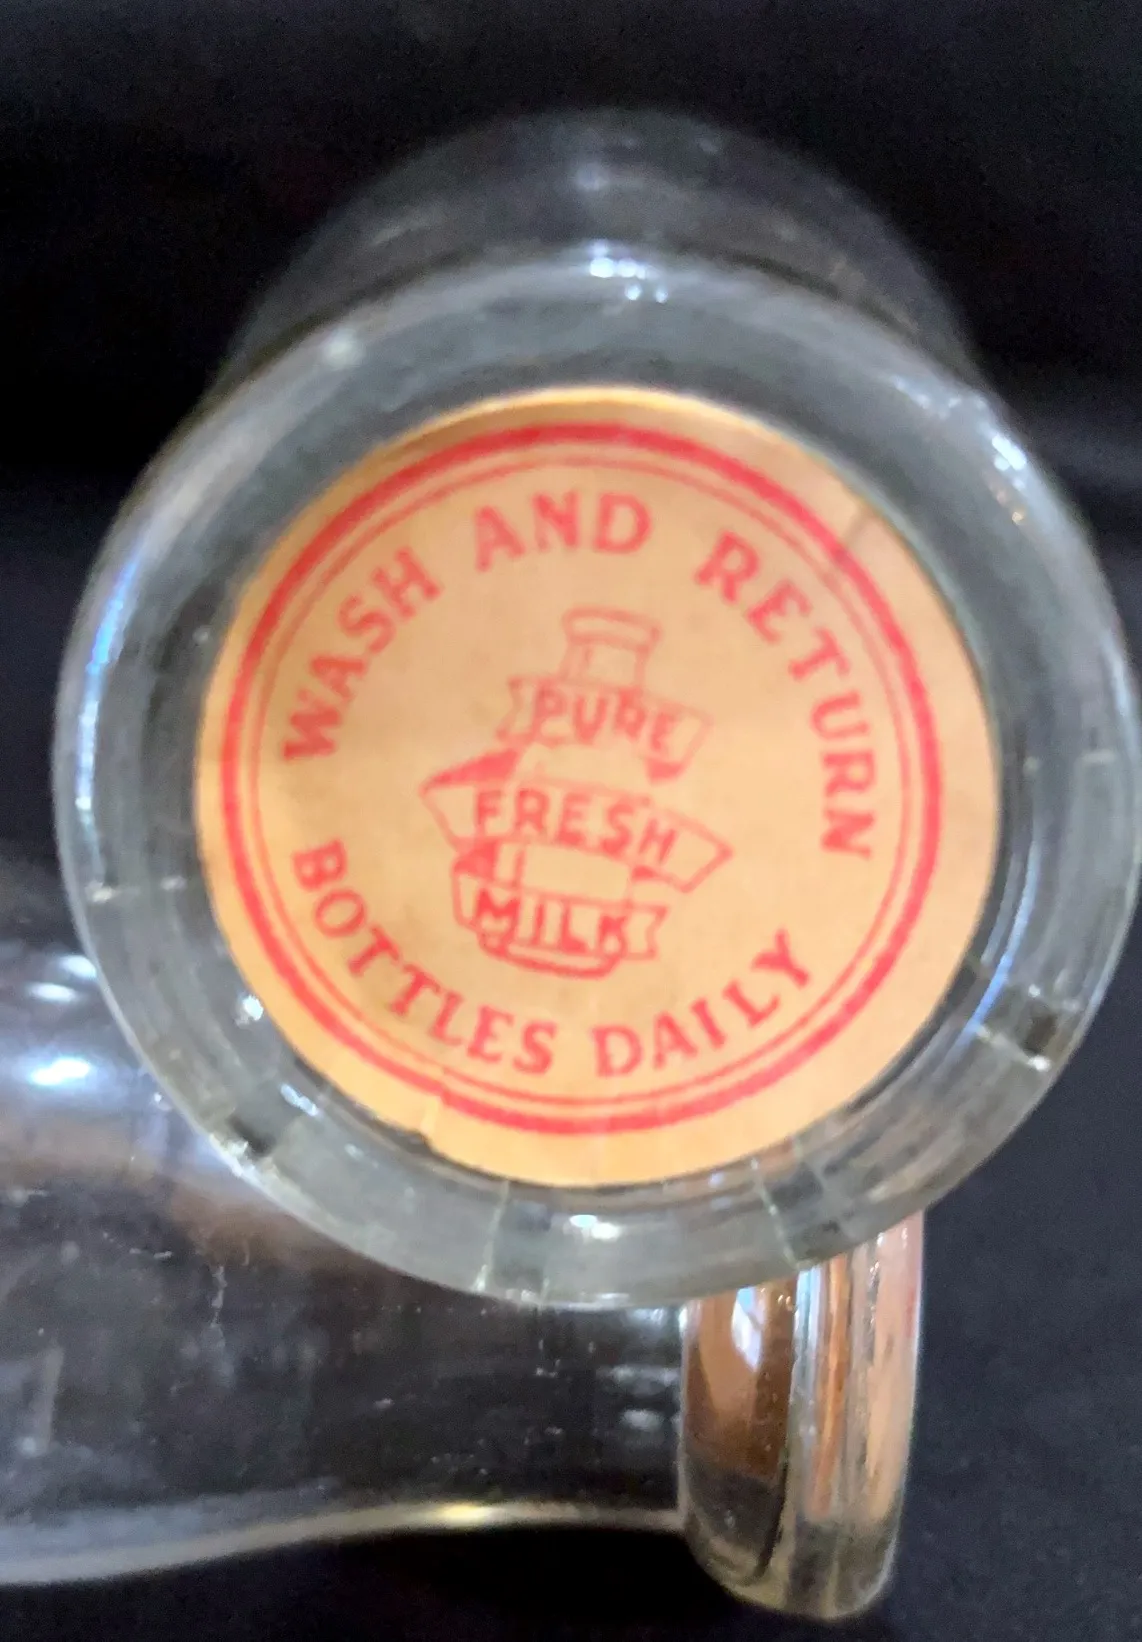 WASH AND RETURN
PURE
FRESH
MILK
BOTTLES DAILY